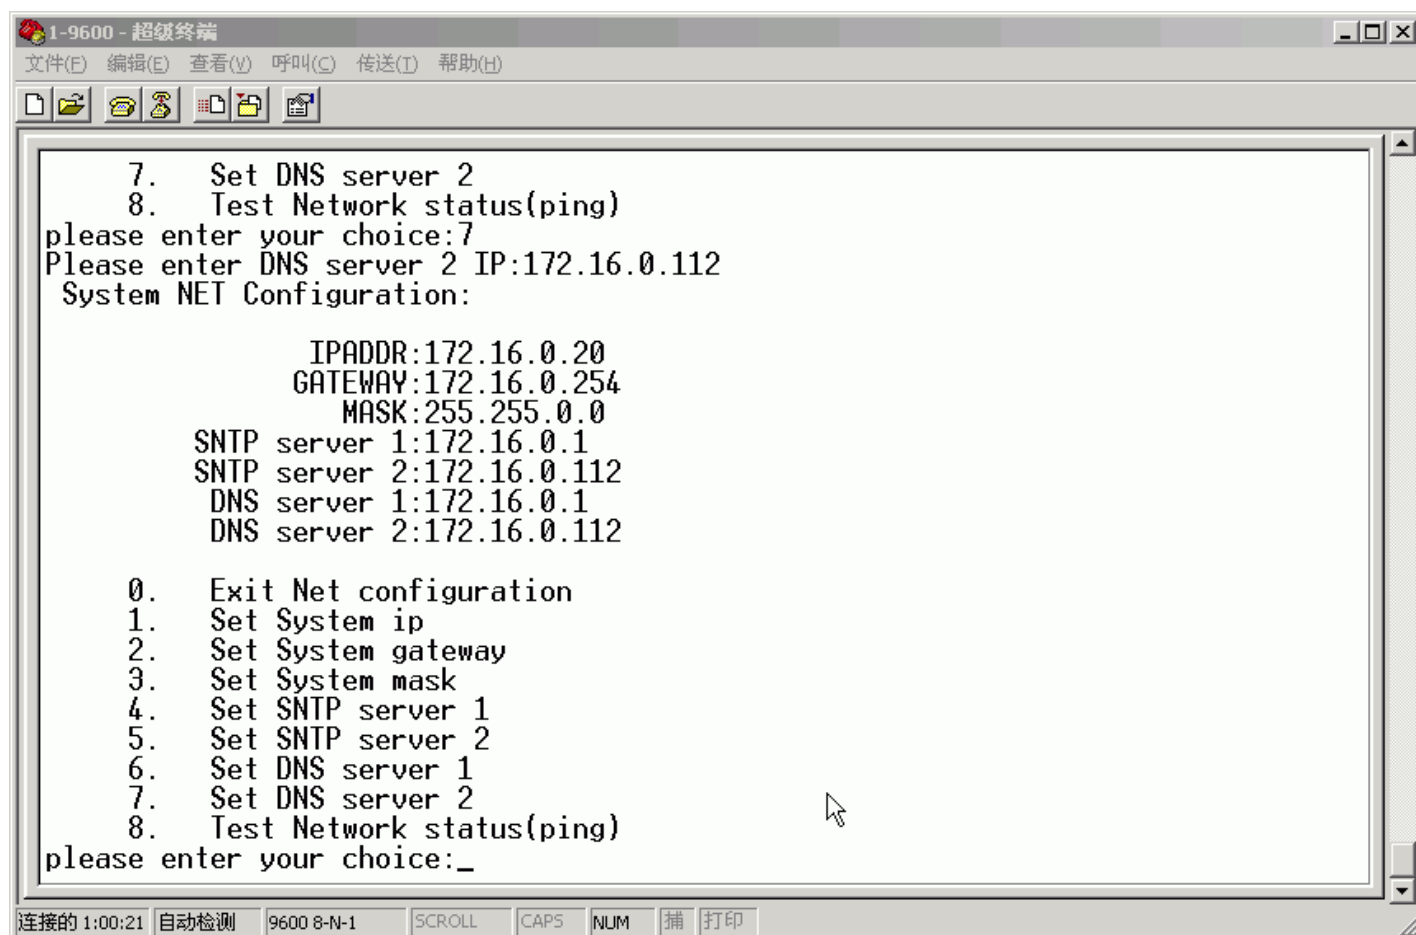 1-9600 - 超级终端
文件(F) 编辑(E) 查看(V) 呼叫(C) 传送(T) 帮助(H)
7. Set DNS server 2
8. Test Network status(ping)
please enter your choice:7
Please enter DNS server 2 IP:172.16.0.112
System NET Configuration:
IPADDR:172.16.0.20
GATEWAY:172.16.0.254
MASK:255.255.0.0
SNTP server 1:172.16.0.1
SNTP server 2:172.16.0.112
DNS server 1:172.16.0.1
DNS server 2:172.16.0.112
0. Exit Net configuration
1. Set System ip
2. Set System gateway
3. Set System mask
4. Set SNTP server 1
5. Set SNTP server 2
6. Set DNS server 1
7. Set DNS server 2
8. Test Network status(ping)
please enter your choice:_
连接的 1:00:21 自动检测 9600 8-N-1 SCROLL CAPS NUM 捕 打印